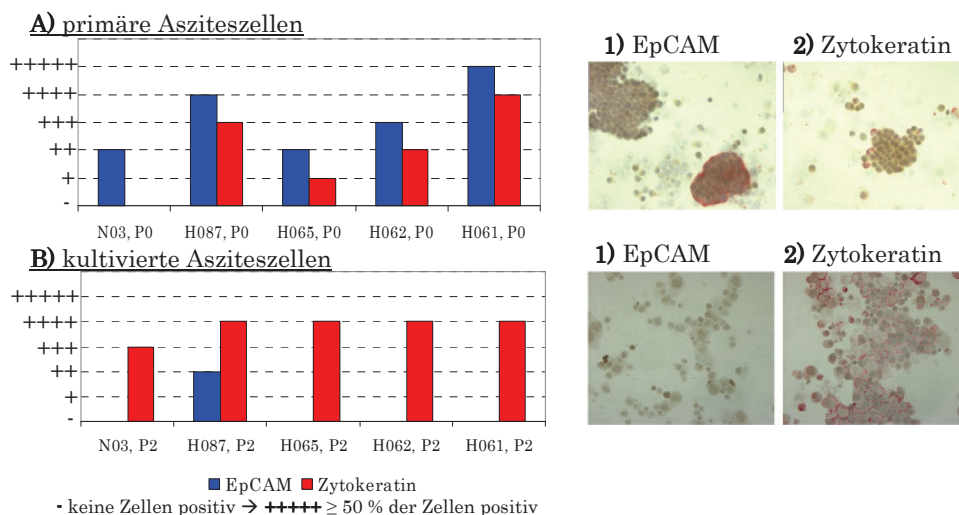 A) primäre Asziteszellen
+++++
++++
+++
++
+
-
N03, P0 H087, P0 H065, P0 H062, P0 H061, P0
1) EpCAM 2) Zytokeratin
B) kultivierte Asziteszellen
+++++
++++
+++
++
+
-
N03, P2 H087, P2 H065, P2 H062, P2 H061, P2
1) EpCAM 2) Zytokeratin
EpCAM Zytokeratin
- keine Zellen positiv → +++++ ≥ 50 % der Zellen positiv